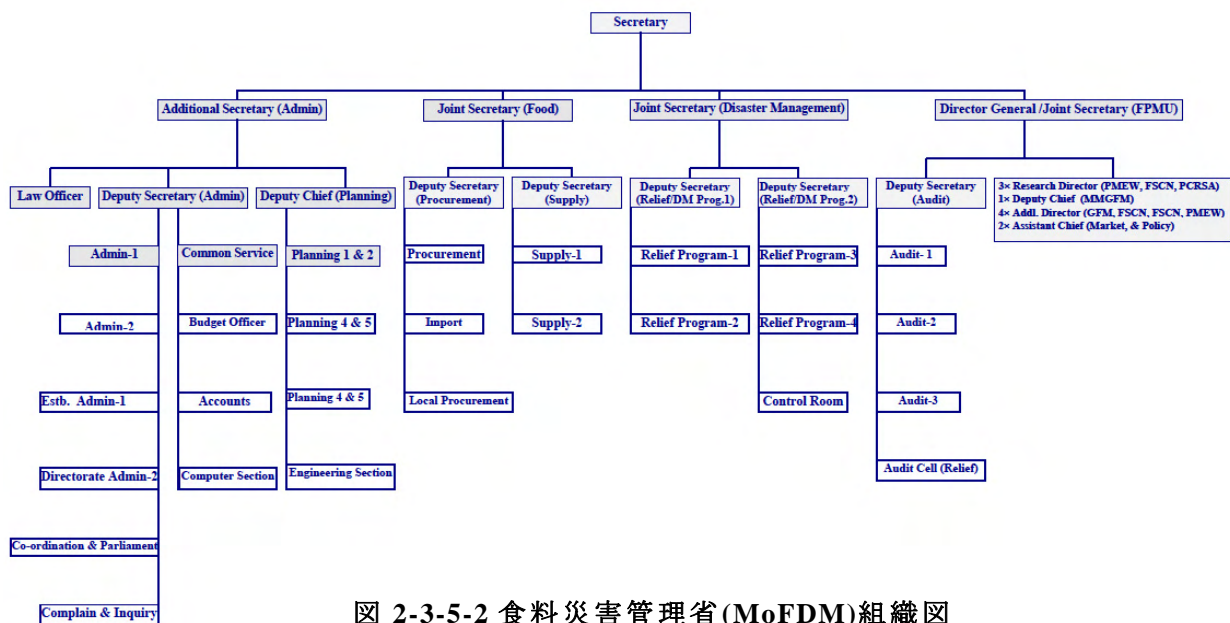 Secretary
Additional Secretary (Admin)
Joint Secretary (Food)
Joint Secretary (Disaster Management)
Director General /Joint Secretary (FPMU)
Law Officer
Deputy Secretary (Admin)
Deputy Chief (Planning)
Deputy Secretary
(Procurement)
Deputy Secretary
(Supply)
Deputy Secretary
(Relief/DM Prog.1)
Deputy Secretary
(Relief/DM Prog.2)
Deputy Secretary
(Audit)
3× Research Director (PMEW, FSCN, PCRSA)
1× Deputy Chief (MMGFM)
4× Addl. Director (GFM, FSCN, FSCN, PMEW)
2× Assistant Chief (Market, & Policy)
Admin-1
Common Service
Planning 1 & 2
Procurement
Supply-1
Relief Program-1
Relief Program-3
Audit- 1
Admin-2
Budget Officer
Planning 4 & 5
Import
Supply-2
Relief Program-2
Relief Program-4
Audit-2
Estb. Admin-1
Accounts
Planning 4 & 5
Local Procurement
Control Room
Audit-3
Directorate Admin-2
Computer Section
Engineering Section
Audit Cell (Relief)
Co-ordination & Parliament
Complain & Inquiry
図 2-3-5-2 食料災害管理省(MoFDM)組織図